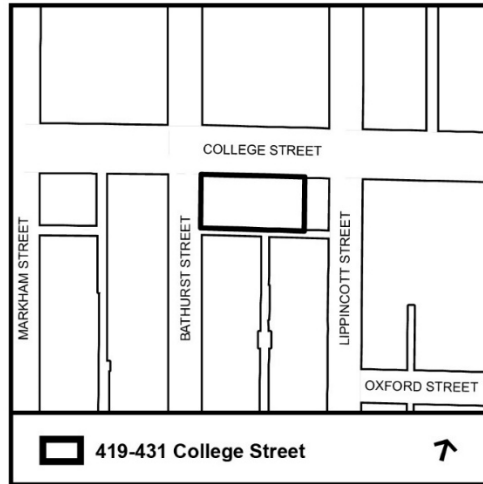 COLLEGE STREET
MARKHAM STREET
BATHURST STREET
LIPPINCOTT STREET
OXFORD STREET
419-431 College Street